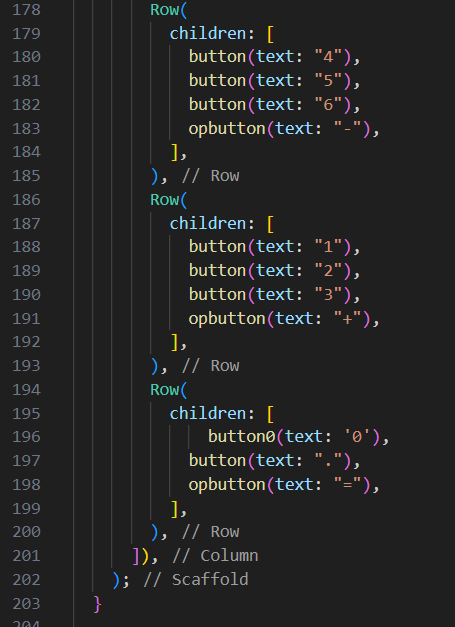 178 Row(
179 children: [
180 button(text: "4"),
181 button(text: "5"),
182 button(text: "6"),
183 opbutton(text: "-"),
184 ],
185 ), // Row
186 Row(
187 children: [
188 button(text: "1"),
189 button(text: "2"),
190 button(text: "3"),
191 opbutton(text: "+"),
192 ],
193 ), // Row
194 Row(
195 children: [
196 button0(text: '0'),
197 button(text: "."),
198 opbutton(text: "="),
199 ],
200 ), // Row
201 ]), // Column
202 ); // Scaffold
203 }
204